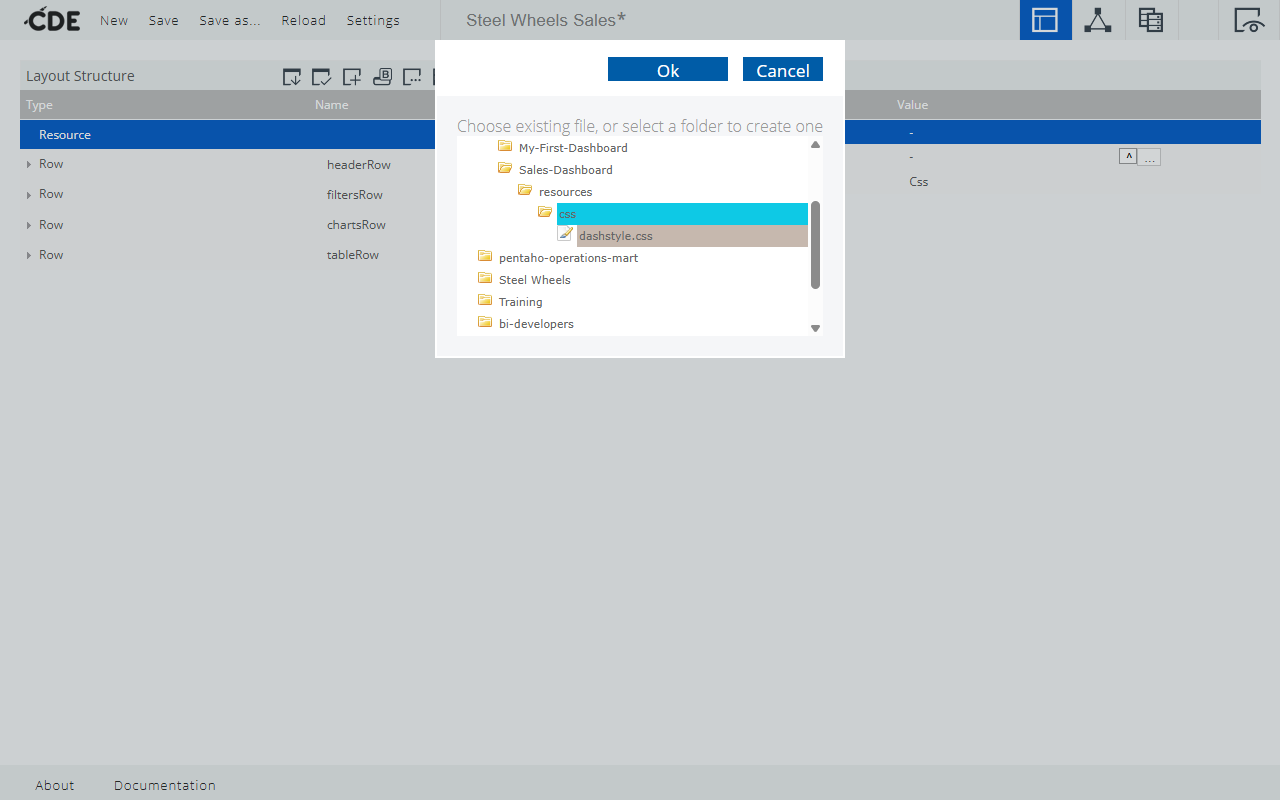 CDE New Save Save as... Reload Settings Steel Wheels Sales*
Ok Cancel
Layout Structure
Type Name Value
Choose existing file, or select a folder to create one
Resource -
My-First-Dashboard
Row headerRow - ^ ...
Sales-Dashboard
Css
resources
Row filtersRow
css
Row chartsRow
dashstyle.css
Row tableRow
pentaho-operations-mart
Steel Wheels
Training
bi-developers
About Documentation